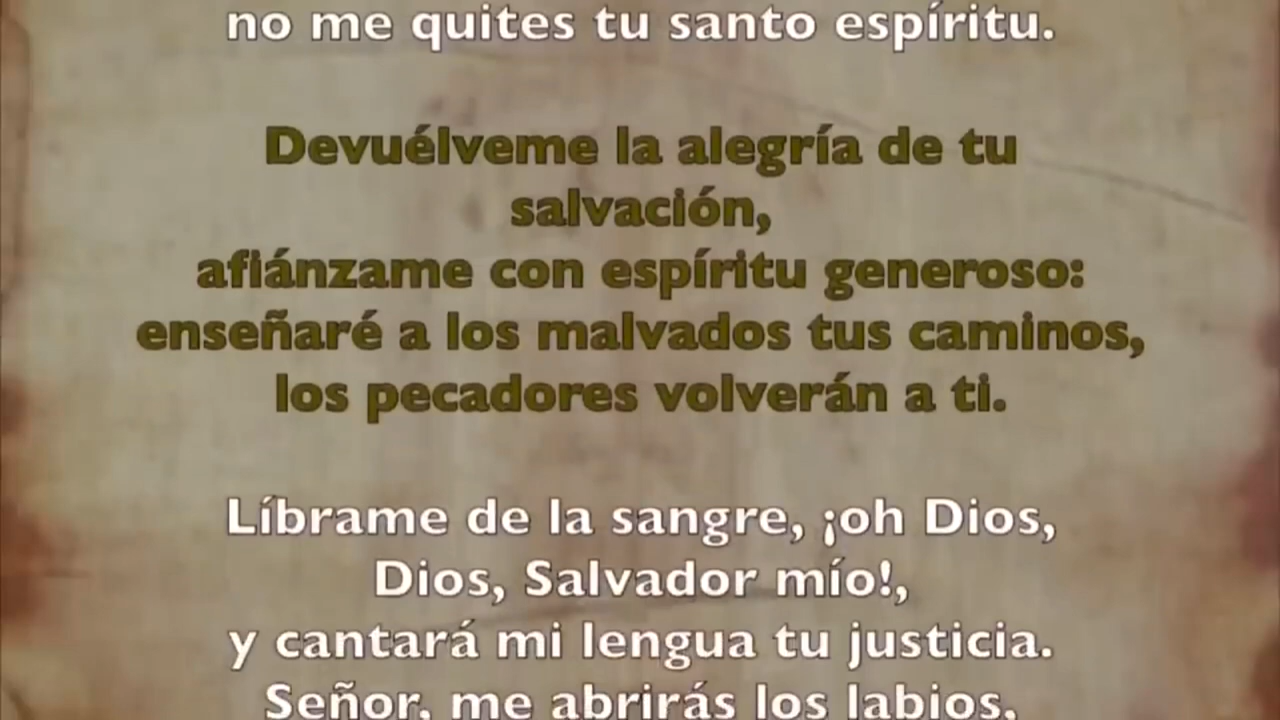 no me quites tu santo espíritu.
Devuélveme la alegría de tu
salvación,
afiánzame con espíritu generoso:
enseñaré a los malvados tus caminos,
los pecadores volverán a ti.
Líbrame de la sangre, ¡oh Dios,
Dios, Salvador mío!,
y cantará mi lengua tu justicia.
Señor, me abrirás los labios,